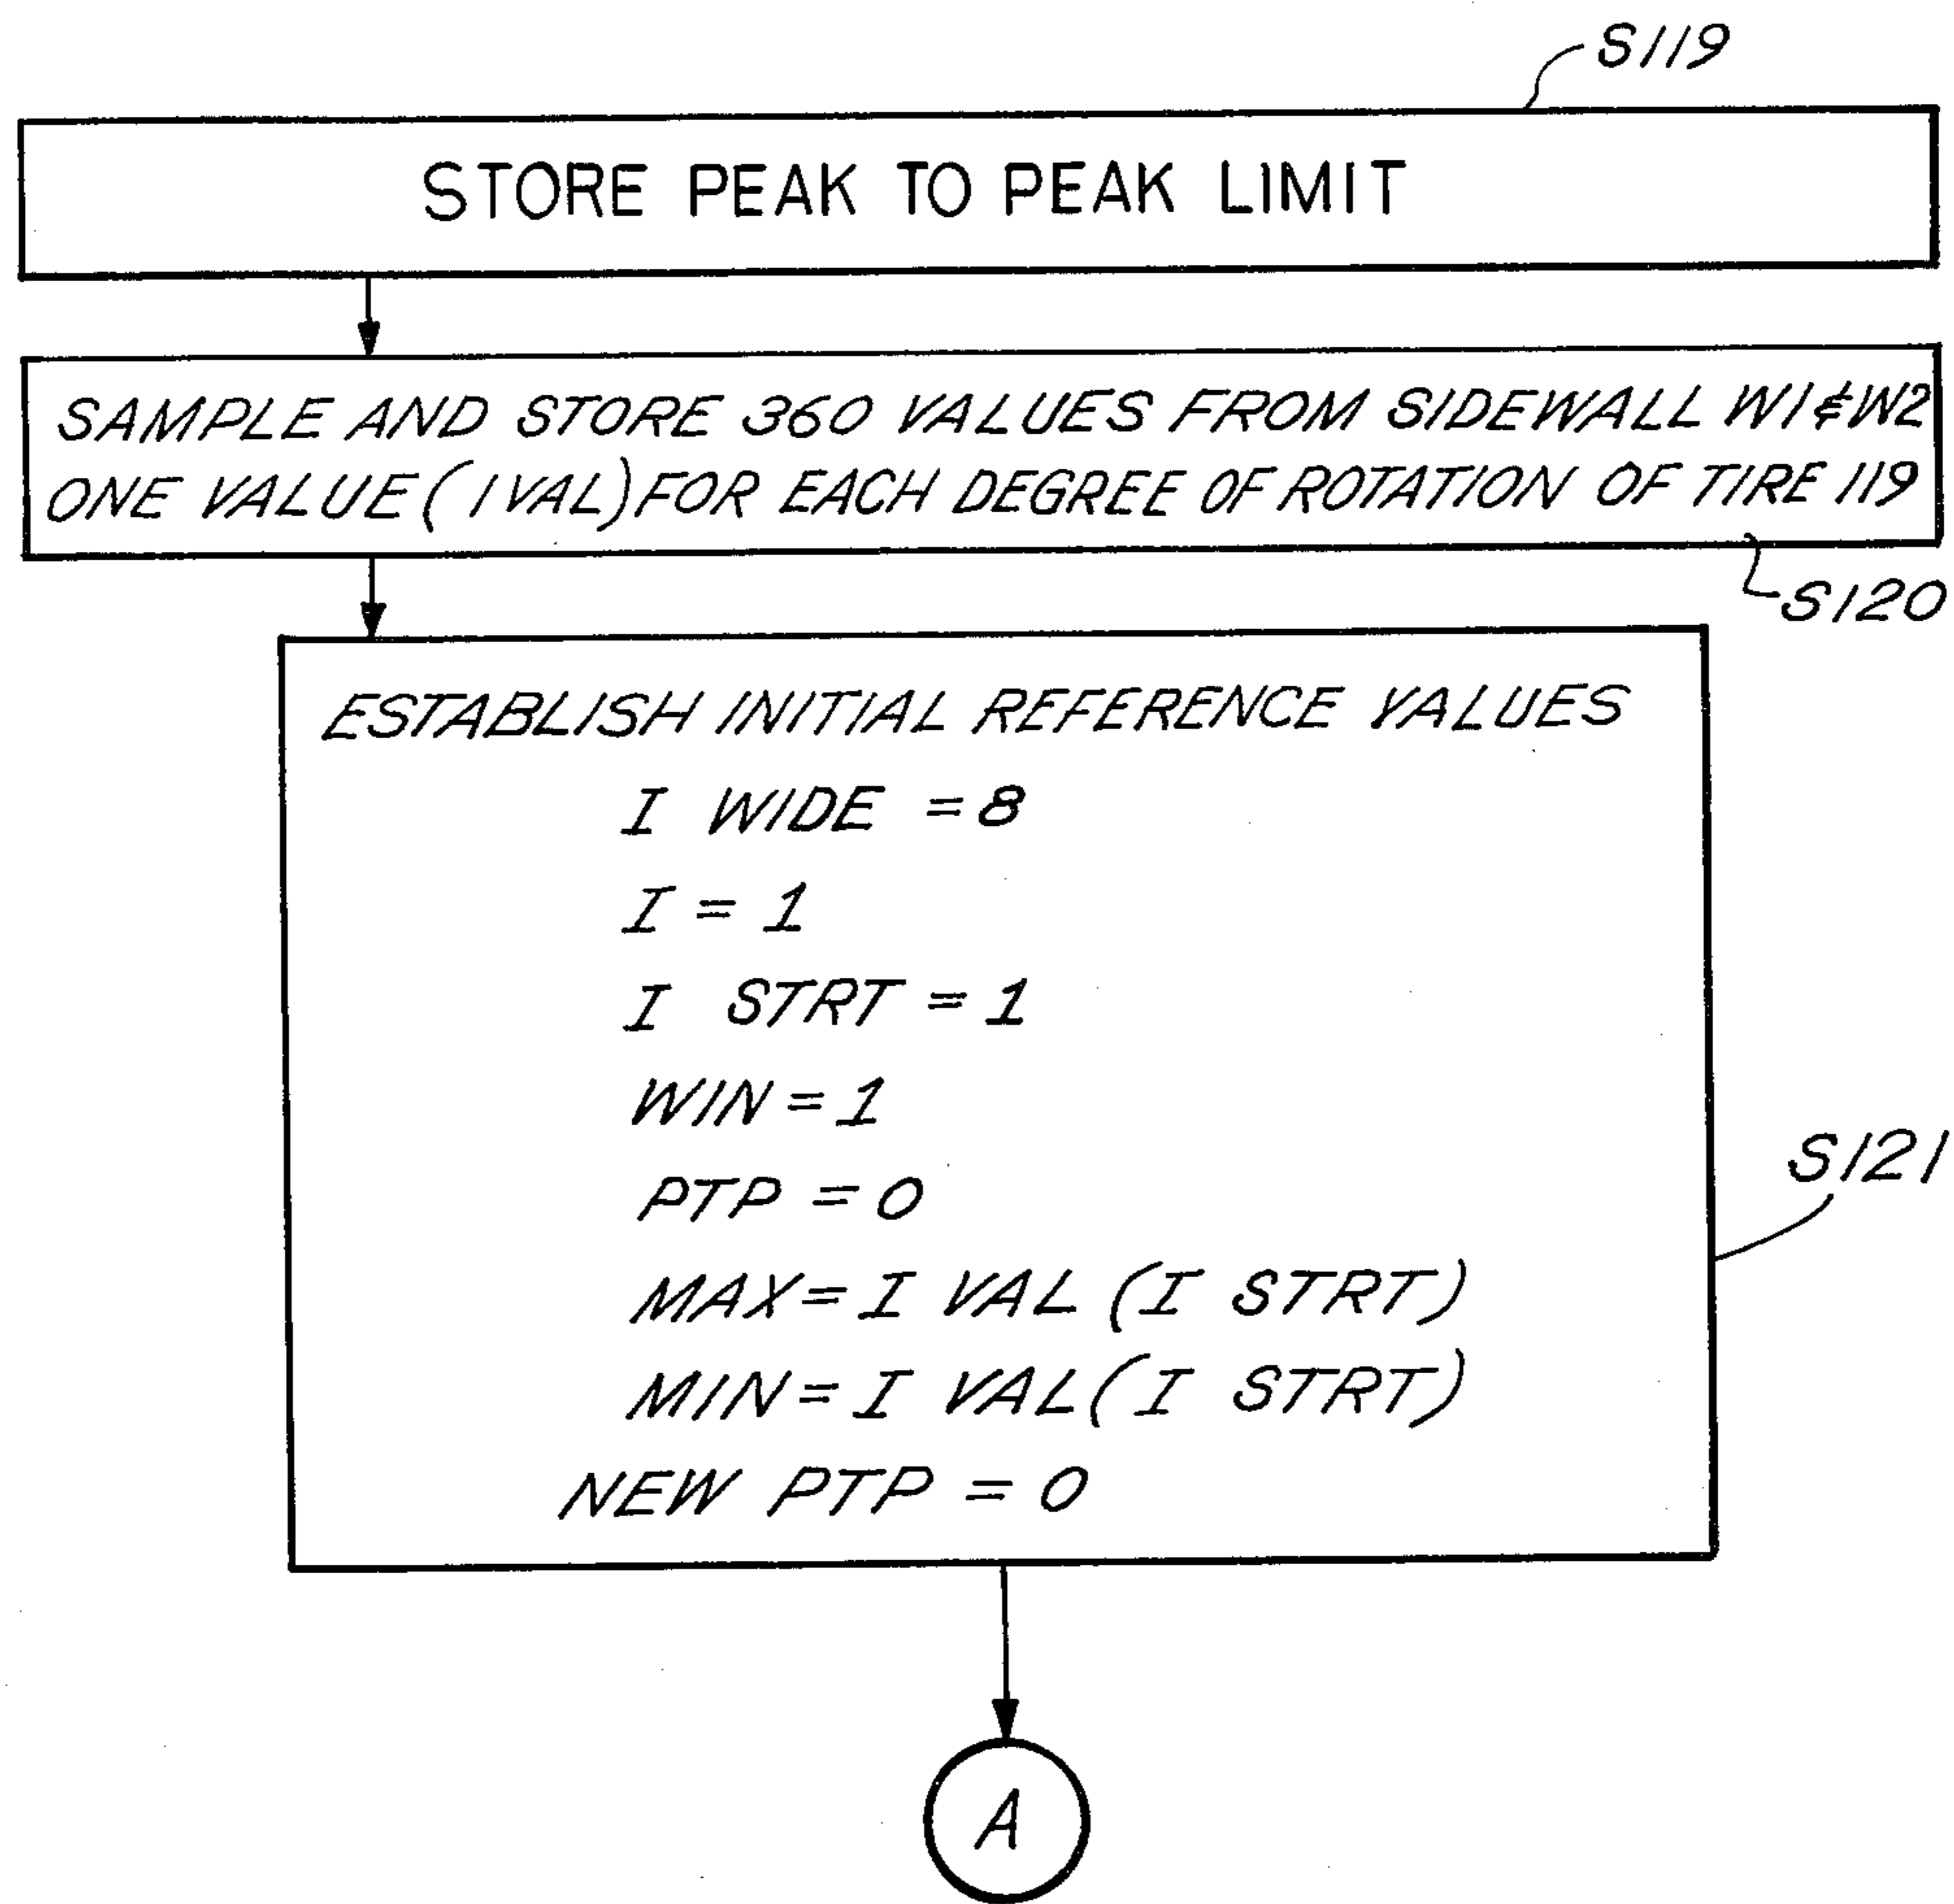 S119
STORE PEAK TO PEAK LIMIT
SAMPLE AND STORE 360 VALUES FROM SIDEWALL W1&W2
ONE VALUE (IVAL) FOR EACH DEGREE OF ROTATION OF TIRE 119
S120
ESTABLISH INITIAL REFERENCE VALUES
I WIDE = 8
I = 1
I STRT = 1
WIN = 1
PTP = 0
S121
MAX = I VAL (I STRT)
MIN = I VAL (I STRT)
NEW PTP = 0
A